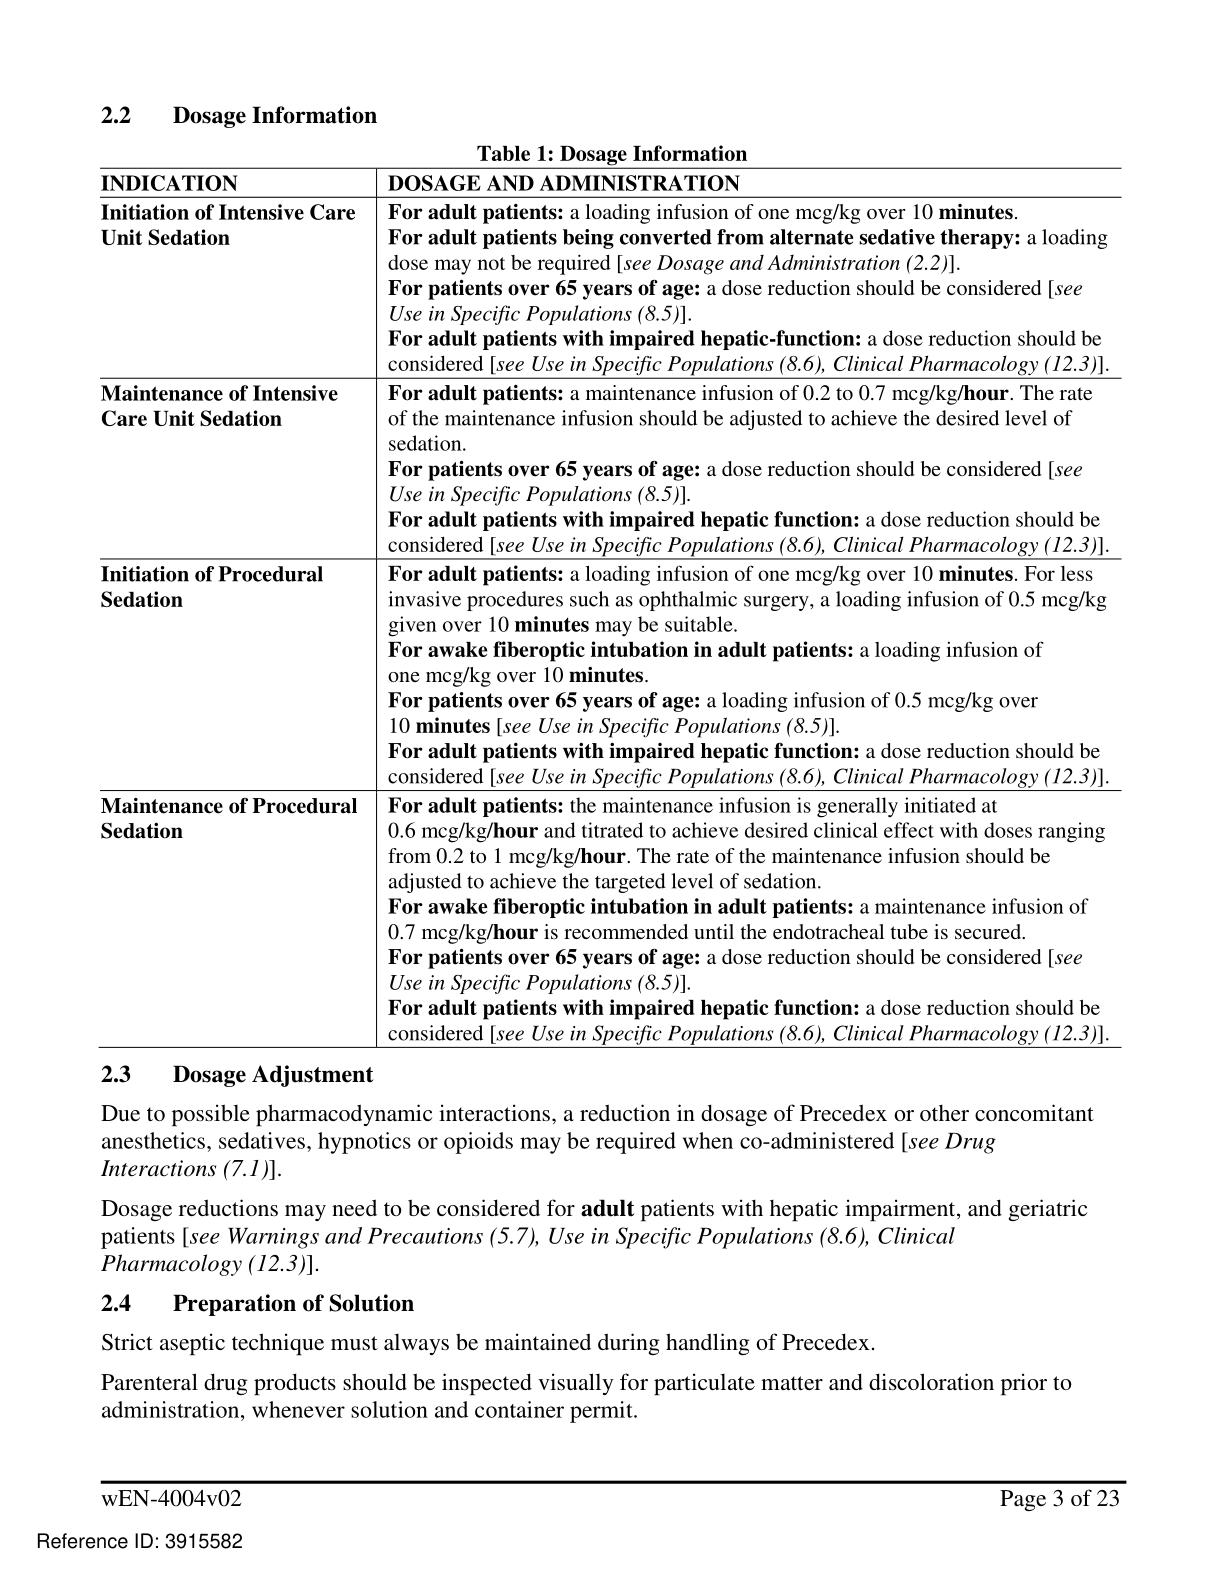 2.2 Dosage Information
Table 1: Dosage Information
INDICATION
DOSAGE AND ADMINISTRATION
Initiation of Intensive Care
Unit Sedation
For adult patients: a loading infusion of one mcg/kg over 10 minutes.
For adult patients being converted from alternate sedative therapy: a loading
dose may not be required [see Dosage and Administration (2.2)].
For patients over 65 years of age: a dose reduction should be considered [see
Use in Specific Populations (8.5)].
For adult patients with impaired hepatic-function: a dose reduction should be
considered [see Use in Specific Populations (8.6), Clinical Pharmacology (12.3)].
Maintenance of Intensive
Care Unit Sedation
For adult patients: a maintenance infusion of 0.2 to 0.7 mcg/kg/hour. The rate
of the maintenance infusion should be adjusted to achieve the desired level of
sedation.
For patients over 65 years of age: a dose reduction should be considered [see
Use in Specific Populations (8.5)].
For adult patients with impaired hepatic function: a dose reduction should be
considered [see Use in Specific Populations (8.6), Clinical Pharmacology (12.3)].
Initiation of Procedural
Sedation
For adult patients: a loading infusion of one mcg/kg over 10 minutes. For less
invasive procedures such as ophthalmic surgery, a loading infusion of 0.5 mcg/kg
given over 10 minutes may be suitable.
For awake fiberoptic intubation in adult patients: a loading infusion of
one mcg/kg over 10 minutes.
For patients over 65 years of age: a loading infusion of 0.5 mcg/kg over
10 minutes [see Use in Specific Populations (8.5)].
For adult patients with impaired hepatic function: a dose reduction should be
considered [see Use in Specific Populations (8.6), Clinical Pharmacology (12.3)].
Maintenance of Procedural
Sedation
For adult patients: the maintenance infusion is generally initiated at
0.6 mcg/kg/hour and titrated to achieve desired clinical effect with doses ranging
from 0.2 to 1 mcg/kg/hour. The rate of the maintenance infusion should be
adjusted to achieve the targeted level of sedation.
For awake fiberoptic intubation in adult patients: a maintenance infusion of
0.7 mcg/kg/hour is recommended until the endotracheal tube is secured.
For patients over 65 years of age: a dose reduction should be considered [see
Use in Specific Populations (8.5)].
For adult patients with impaired hepatic function: a dose reduction should be
considered [see Use in Specific Populations (8.6), Clinical Pharmacology (12.3)].
2.3 Dosage Adjustment
Due to possible pharmacodynamic interactions, a reduction in dosage of Precedex or other concomitant
anesthetics, sedatives, hypnotics or opioids may be required when co-administered [see Drug
Interactions (7.1)].
Dosage reductions may need to be considered for adult patients with hepatic impairment, and geriatric
patients [see Warnings and Precautions (5.7), Use in Specific Populations (8.6), Clinical
Pharmacology (12.3)].
2.4 Preparation of Solution
Strict aseptic technique must always be maintained during handling of Precedex.
Parenteral drug products should be inspected visually for particulate matter and discoloration prior to
administration, whenever solution and container permit.
wEN-4004v02
Page 3 of 23
Reference ID: 3915582